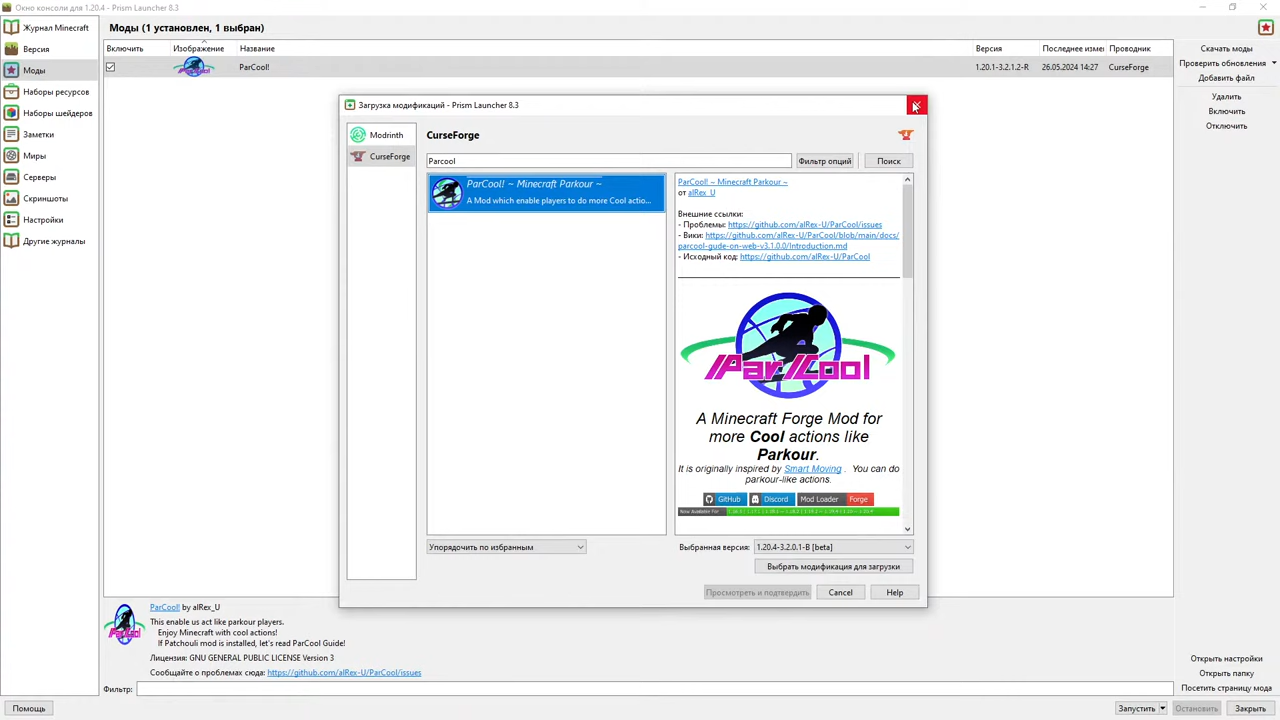 Окно консоли для 1.20.4 - Prism Launcher 8.3
Журнал Minecraft
Версия
Моды
Наборы ресурсов
Наборы шейдеров
Заметки
Миры
Серверы
Скриншоты
Настройки
Другие журналы
Моды (1 установлен, 1 выбран)
Включить
Изображение
Название
Версия
Последнее измен
Проводник
ParCool!
1.20.1-3.2.1.2-R
26.05.2024 14:27
CurseForge
Скачать моды
Проверить обновления
Добавить файл
Удалить
Включить
Отключить
Загрузка модификаций - Prism Launcher 8.3
Modrinth
CurseForge
CurseForge
Parcool
Фильтр опций
Поиск
ParCool! ~ Minecraft Parkour ~
A Mod which enable players to do more Cool actio...
ParCool! ~ Minecraft Parkour ~
от alRex_U
Внешние ссылки:
- Проблемы: https://github.com/alRex-U/ParCool/issues
- Вики: https://github.com/alRex-U/ParCool/blob/main/docs/
parcool-gude-on-web-v3.1.0.0/Introduction.md
- Исходный код: https://github.com/alRex-U/ParCool
ParCool
A Minecraft Forge Mod for
more Cool actions like
Parkour.
It is originally inspired by Smart Moving . You can do
parkour-like actions.
GitHub
Discord
Mod Loader
Forge
Упорядочить по избранным
Выбранная версия:
1.20.4-3.2.0.1-B [beta]
Выбрать модификация для загрузки
Просмотреть и подтвердить
Cancel
Help
ParCool! by alRex_U
This enable us act like parkour players.
Enjoy Minecraft with cool actions!
If Patchouli mod is installed, let's read ParCool Guide!
Лицензия: GNU GENERAL PUBLIC LICENSE Version 3
Сообщайте о проблемах сюда: https://github.com/alRex-U/ParCool/issues
Фильтр:
Открыть настройки
Открыть папку
Посетить страницу мода
Помощь
Запустить
Остановить
Закрыть